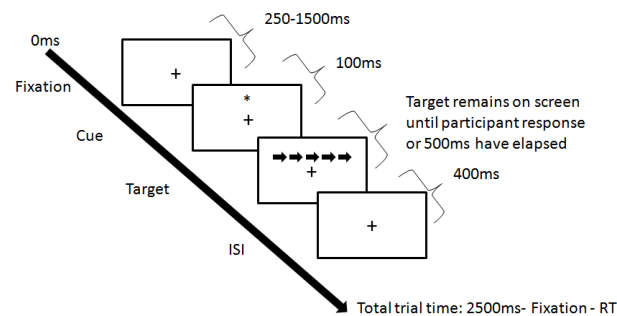 250-1500ms
0ms
100ms
Fixation
+
*
+
Target remains on screen
until participant response
or 500ms have elapsed
Cue
+
Target
400ms
+
ISI
Total trial time: 2500ms- Fixation - RT